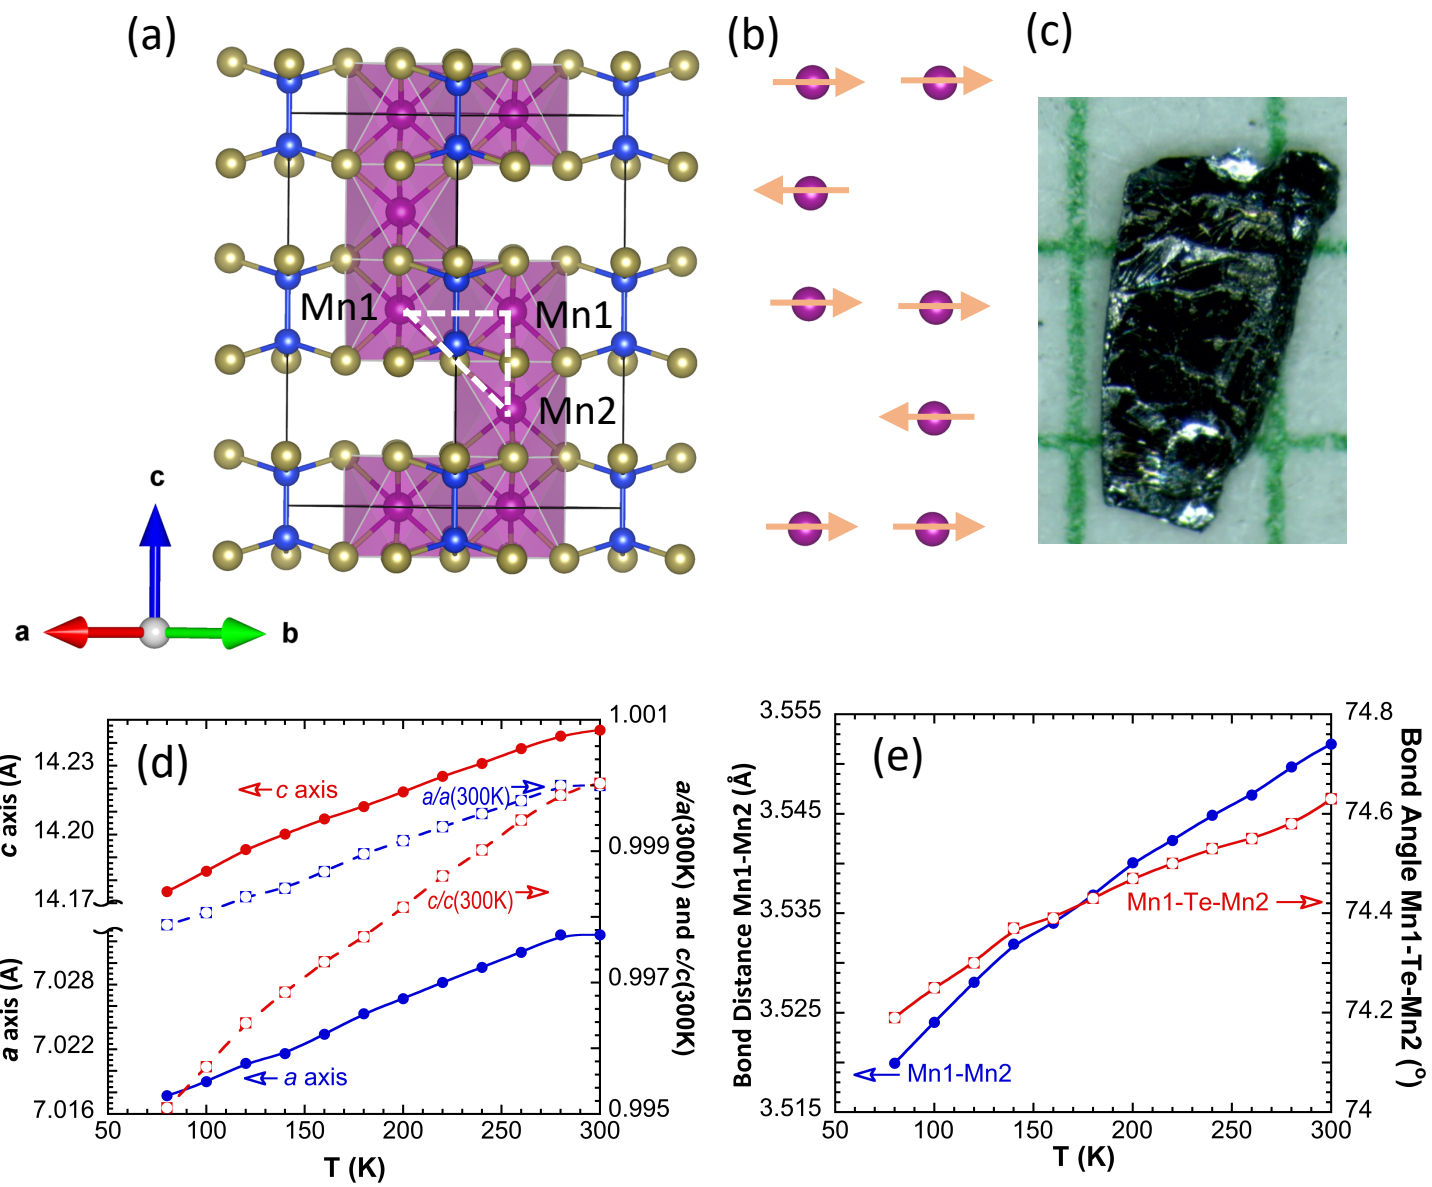 (a)
(b)
(c)
Mn1
Mn1
Mn2
c
a
b
(d)
c axis (A)
a axis (A)
14.23
14.20
14.17
7.028
7.022
7.016
c axis
a/a(300K)
c/c(300K)
a axis
1.001
0.999
0.997
0.995
a/a(300K) and c/c(300K)
50 100 150 200 250 300
T (K)
(e)
Bond Distance Mn1-Mn2 (Å)
3.555
3.545
3.535
3.525
3.515
Mn1-Te-Mn2
Mn1-Mn2
74.8
74.6
74.4
74.2
74
Bond Angle Mn1-Te-Mn2 (°)
50 100 150 200 250 300
T (K)